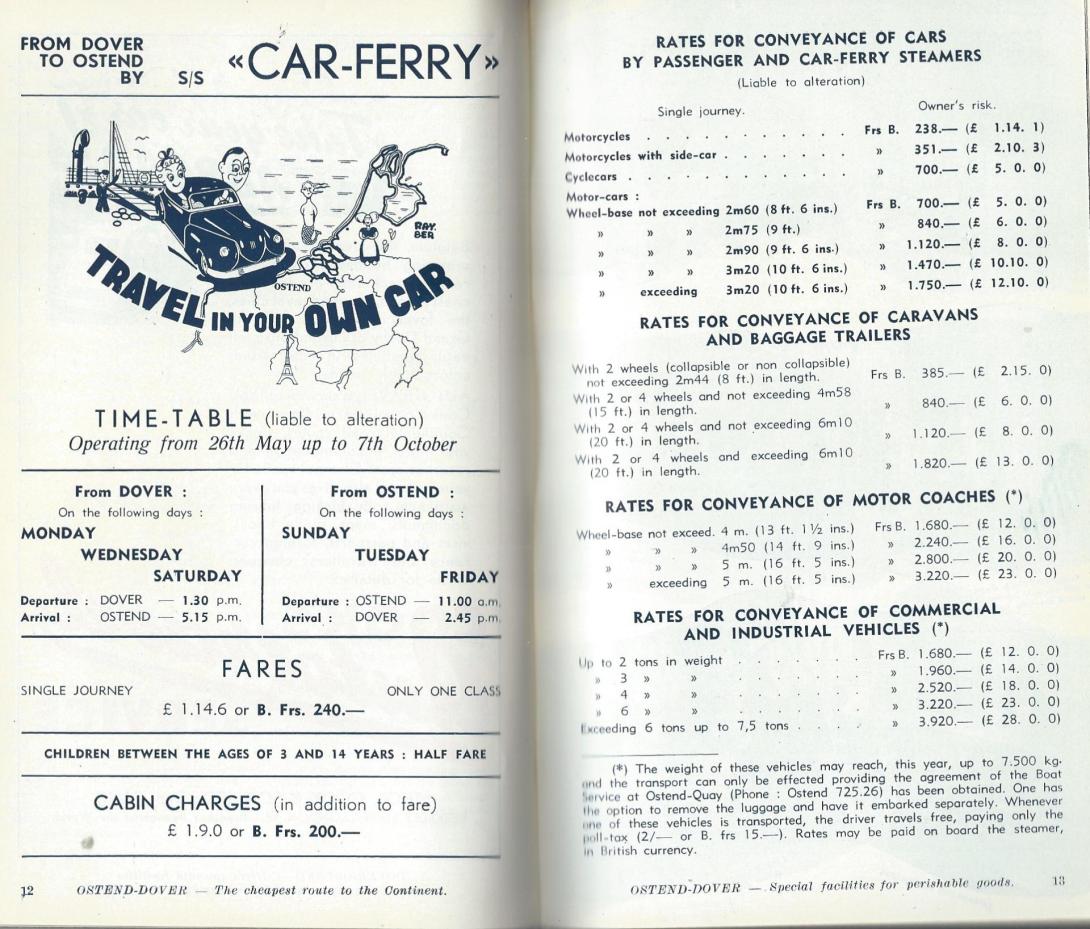 FROM DOVER
TO OSTEND
BY S/S «CAR-FERRY»
RAY.
BER
OSTEND
TRAVEL IN YOUR OWN CAR
TIME-TABLE (liable to alteration)
Operating from 26th May up to 7th October
From DOVER :
On the following days :
MONDAY
WEDNESDAY
SATURDAY
Departure : DOVER — 1.30 p.m.
Arrival : OSTEND — 5.15 p.m.
From OSTEND :
On the following days :
SUNDAY
TUESDAY
FRIDAY
Departure : OSTEND — 11.00 a.m.
Arrival : DOVER — 2.45 p.m.
FARES
SINGLE JOURNEY ONLY ONE CLASS
£ 1.14.6 or B. Frs. 240.—
CHILDREN BETWEEN THE AGES OF 3 AND 14 YEARS : HALF FARE
CABIN CHARGES (in addition to fare)
£ 1.9.0 or B. Frs. 200.—
12 OSTEND-DOVER — The cheapest route to the Continent.
RATES FOR CONVEYANCE OF CARS
BY PASSENGER AND CAR-FERRY STEAMERS
(Liable to alteration)
Single journey. Owner's risk.
Motorcycles . . . . . . . . . . . Frs B. 238.— (£ 1.14. 1)
Motorcycles with side-car . . . . . . . » 351.— (£ 2.10. 3)
Cyclecars . . . . . . . . . . . . » 700.— (£ 5. 0. 0)
Motor-cars :
Wheel-base not exceeding 2m60 (8 ft. 6 ins.) Frs B. 700.— (£ 5. 0. 0)
» » » 2m75 (9 ft.) » 840.— (£ 6. 0. 0)
» » » 2m90 (9 ft. 6 ins.) » 1.120.— (£ 8. 0. 0)
» » » 3m20 (10 ft. 6 ins.) » 1.470.— (£ 10.10. 0)
» exceeding 3m20 (10 ft. 6 ins.) » 1.750.— (£ 12.10. 0)
RATES FOR CONVEYANCE OF CARAVANS
AND BAGGAGE TRAILERS
With 2 wheels (collapsible or non collapsible)
not exceeding 2m44 (8 ft.) in length. Frs B. 385.— (£ 2.15. 0)
With 2 or 4 wheels and not exceeding 4m58
(15 ft.) in length. » 840.— (£ 6. 0. 0)
With 2 or 4 wheels and not exceeding 6m10
(20 ft.) in length. » 1.120.— (£ 8. 0. 0)
With 2 or 4 wheels and exceeding 6m10
(20 ft.) in length. » 1.820.— (£ 13. 0. 0)
RATES FOR CONVEYANCE OF MOTOR COACHES (*)
Wheel-base not exceed. 4 m. (13 ft. 1½ ins.) Frs B. 1.680.— (£ 12. 0. 0)
» » » 4m50 (14 ft. 9 ins.) » 2.240.— (£ 16. 0. 0)
» » » 5 m. (16 ft. 5 ins.) » 2.800.— (£ 20. 0. 0)
» exceeding 5 m. (16 ft. 5 ins.) » 3.220.— (£ 23. 0. 0)
RATES FOR CONVEYANCE OF COMMERCIAL
AND INDUSTRIAL VEHICLES (*)
Up to 2 tons in weight . . . . . . . Frs B. 1.680.— (£ 12. 0. 0)
» 3 » » . . . . . . . » 1.960.— (£ 14. 0. 0)
» 4 » » . . . . . . . » 2.520.— (£ 18. 0. 0)
» 6 » » . . . . . . . » 3.220.— (£ 23. 0. 0)
Exceeding 6 tons up to 7,5 tons . . . . » 3.920.— (£ 28. 0. 0)
(*) The weight of these vehicles may reach, this year, up to 7.500 kg.
and the transport can only be effected providing the agreement of the Boat
Service at Ostend-Quay (Phone : Ostend 725.26) has been obtained. One has
the option to remove the luggage and have it embarked separately. Whenever
one of these vehicles is transported, the driver travels free, paying only the
poll-tax (2/— or B. frs 15.—). Rates may be paid on board the steamer,
in British currency.
OSTEND-DOVER — Special facilities for perishable goods. 13